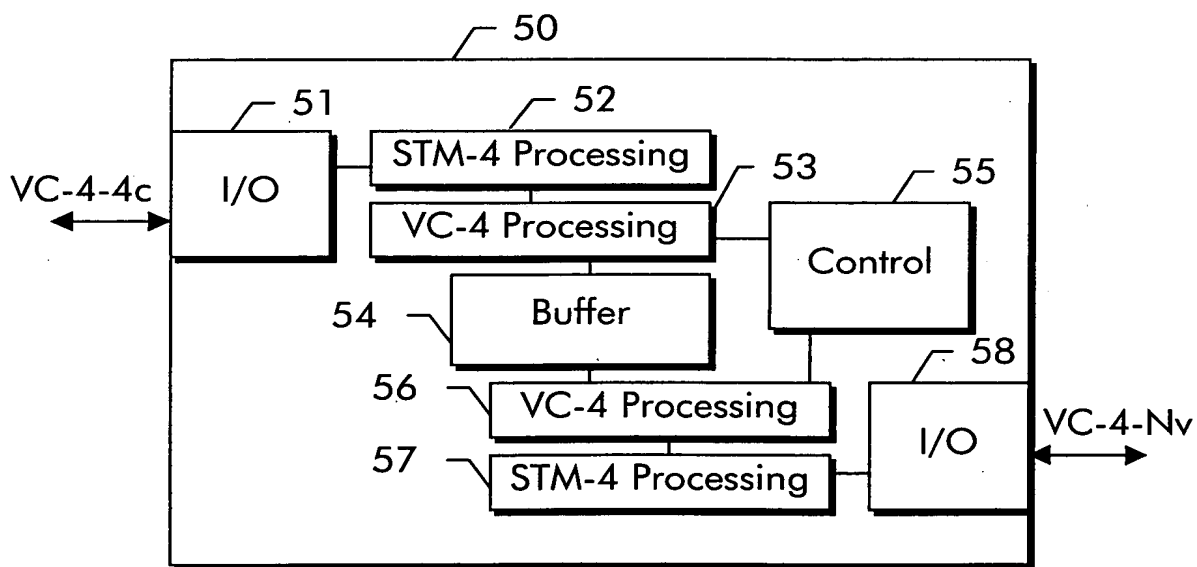 50
51
52
STM-4 Processing
53
55
VC-4-4c
I/O
VC-4 Processing
Control
54
Buffer
58
56
VC-4 Processing
I/O
VC-4-Nv
57
STM-4 Processing